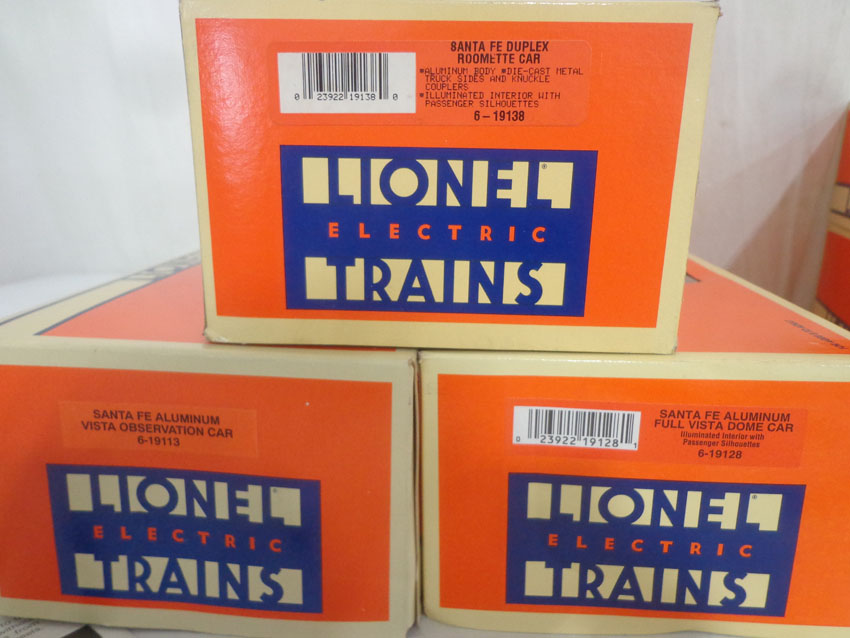 SANTA FE DUPLEX
ROOMETTE CAR
*ALUMINUM BODY *DIE-CAST METAL
TRUCK SIDES AND KNUCKLE
COUPLERS
*ILLUMINATED INTERIOR WITH
PASSENGER SILHOUETTES
6-19138
0 23922 19138 0
LIONEL®
ELECTRIC
TRAINS
SANTA FE ALUMINUM
VISTA OBSERVATION CAR
6-19113
LIONEL
ELECTRIC
TRAINS
0 23922 19128 1
SANTA FE ALUMINUM
FULL VISTA DOME CAR
Illuminated Interior with
Passenger Silhouettes
6-19128
LIONEL®
ELECTRIC
TRAINS